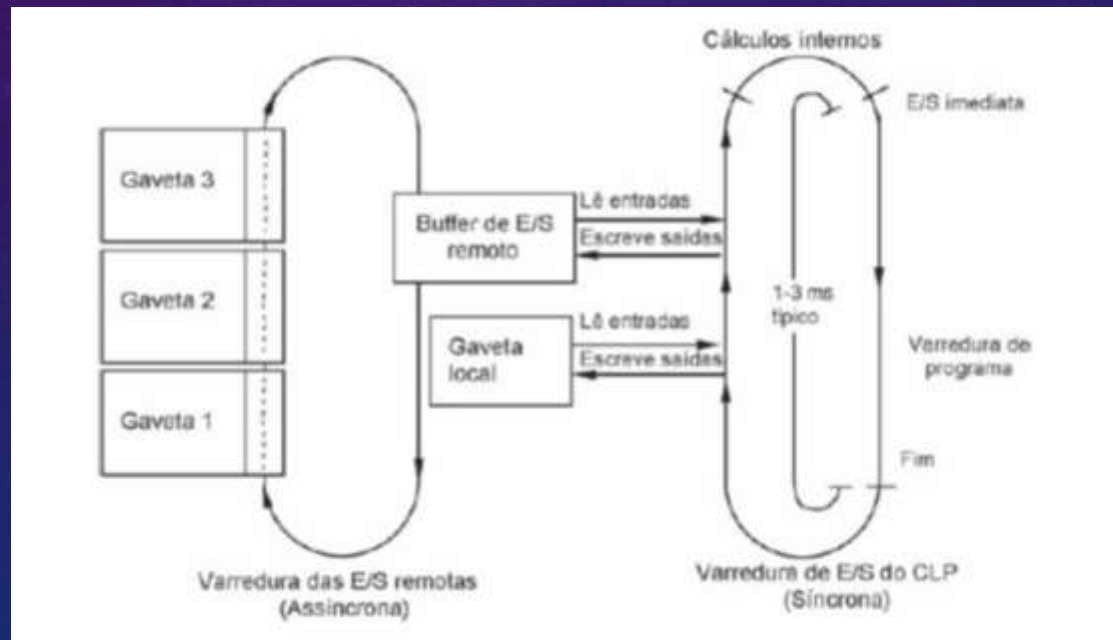 Cálculos internos
E/S imediata
Gaveta 3
Buffer de E/S
remoto
Lê entradas
Escreve saídas
Gaveta 2
1-3 ms
típico
Lê entradas
Gaveta
local
Escreve saídas
Varredura de
programa
Gaveta 1
Fim
Varredura das E/S remotas
(Assíncrona)
Varredura de E/S do CLP
(Síncrona)